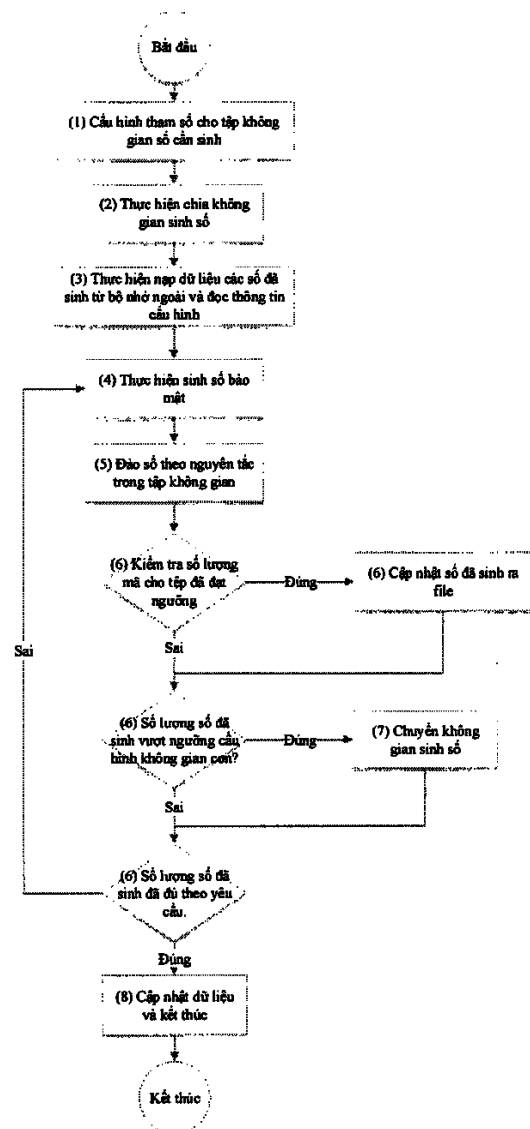 Bắt đầu
(1) Cấu hình tham số cho tập không
gian số cần sinh
(2) Thực hiện chia không
gian sinh số
(3) Thực hiện nạp dữ liệu các số đã
sinh từ bộ nhớ ngoài và đọc thông tin
cấu hình
(4) Thực hiện sinh số bảo
mật
(5) Đảo số theo nguyên tắc
trong tập không gian
(6) Kiểm tra số lượng
mã cho tệp đã đạt
ngưỡng
Đúng
(6) Cập nhật số đã sinh ra
file
Sai
Sai
(6) Số lượng số đã
sinh vượt ngưỡng cấu
hình không gian con?
Đúng
(7) Chuyển không
gian sinh số
Sai
(6) Số lượng số đã
sinh đã đủ theo yêu
cầu.
Đúng
(8) Cập nhật dữ liệu
và kết thúc
Kết thúc